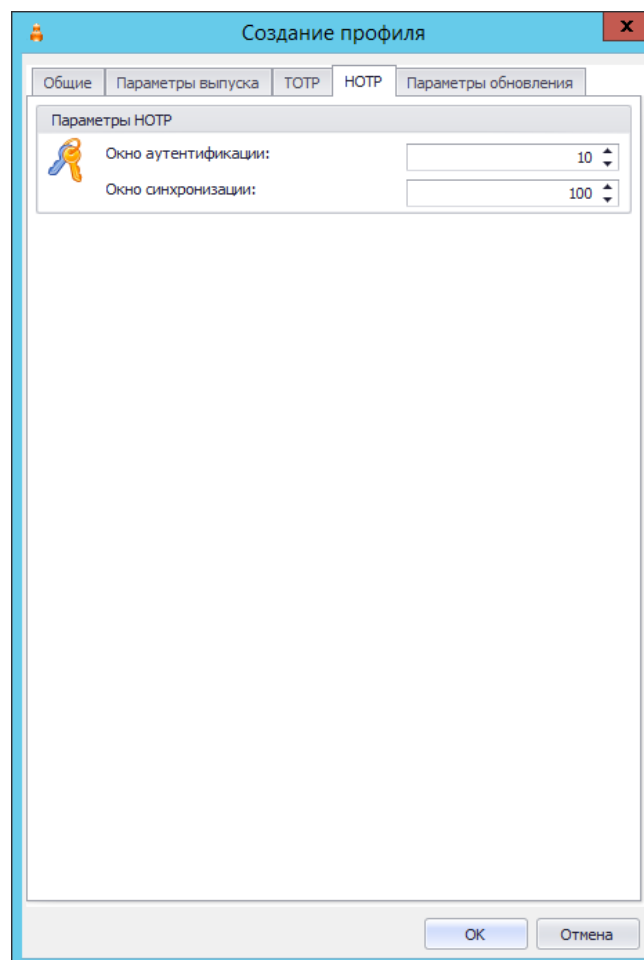 Создание профиля
x
Общие Параметры выпуска TOTP HOTP Параметры обновления
Параметры HOTP
Окно аутентификации: 10
Окно синхронизации: 100
OK Отмена